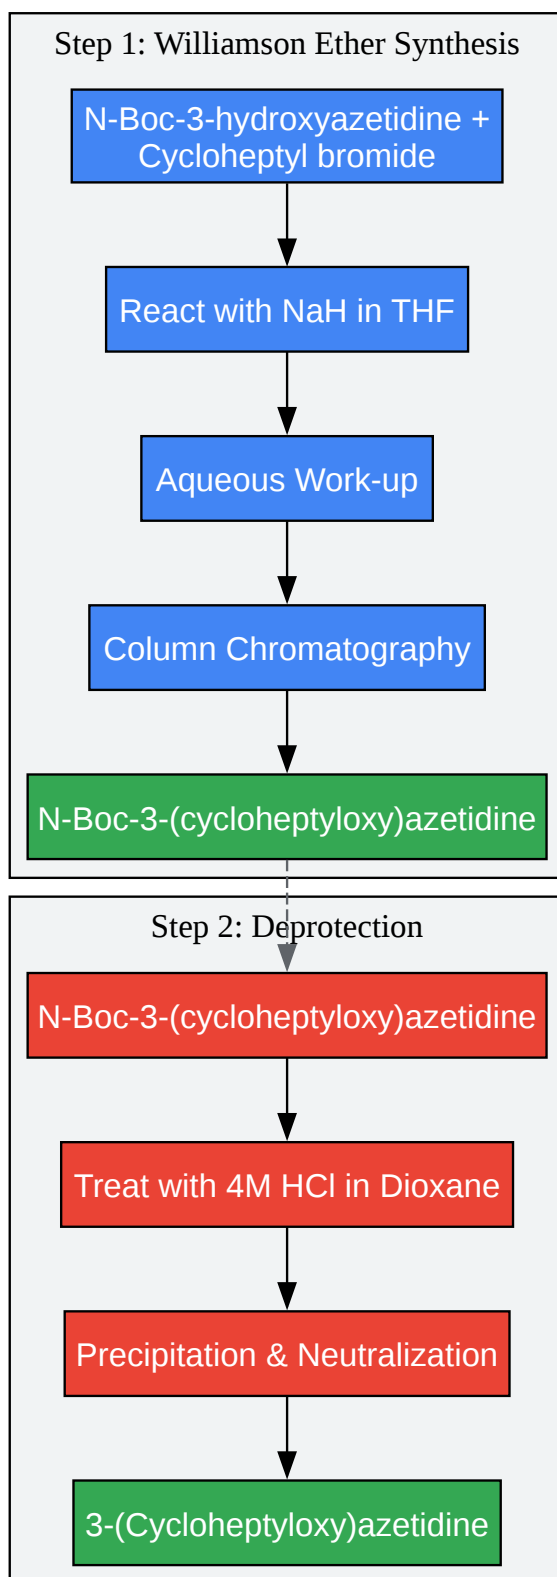 Step 1: Williamson Ether Synthesis
N-Boc-3-hydroxyazetidine +
Cycloheptyl bromide
React with NaH in THF
Aqueous Work-up
Column Chromatography
N-Boc-3-(cycloheptyloxy)azetidine
Step 2: Deprotection
N-Boc-3-(cycloheptyloxy)azetidine
Treat with 4M HCl in Dioxane
Precipitation & Neutralization
3-(Cycloheptyloxy)azetidine